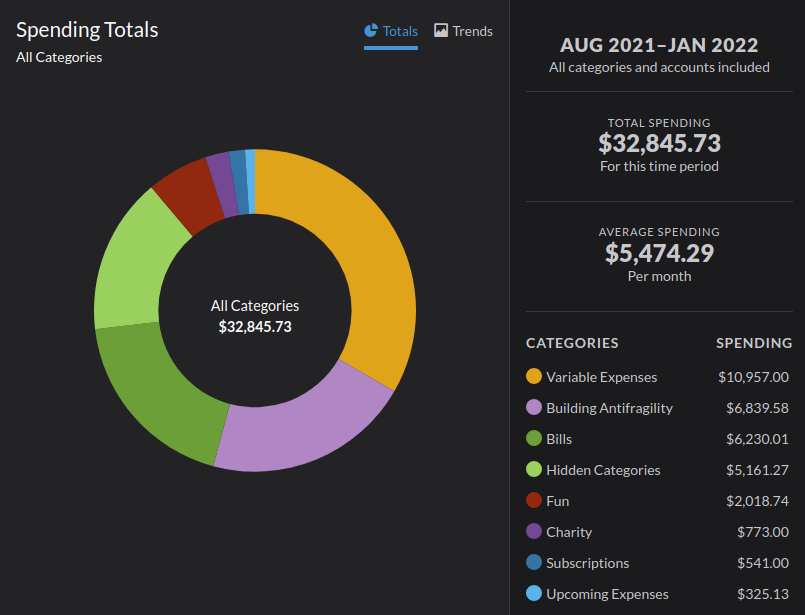 Spending Totals
Totals
Trends
All Categories
All Categories
$32,845.73
AUG 2021–JAN 2022
All categories and accounts included
TOTAL SPENDING
$32,845.73
For this time period
AVERAGE SPENDING
$5,474.29
Per month
CATEGORIES SPENDING
Variable Expenses $10,957.00
Building Antifragility $6,839.58
Bills $6,230.01
Hidden Categories $5,161.27
Fun $2,018.74
Charity $773.00
Subscriptions $541.00
Upcoming Expenses $325.13